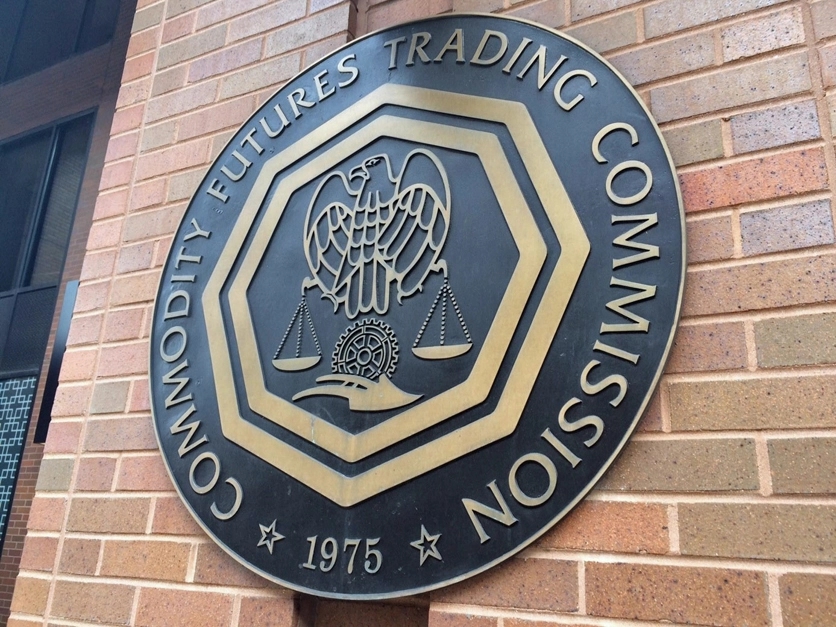 COMMODITY FUTURES TRADING COMMISSION
1975